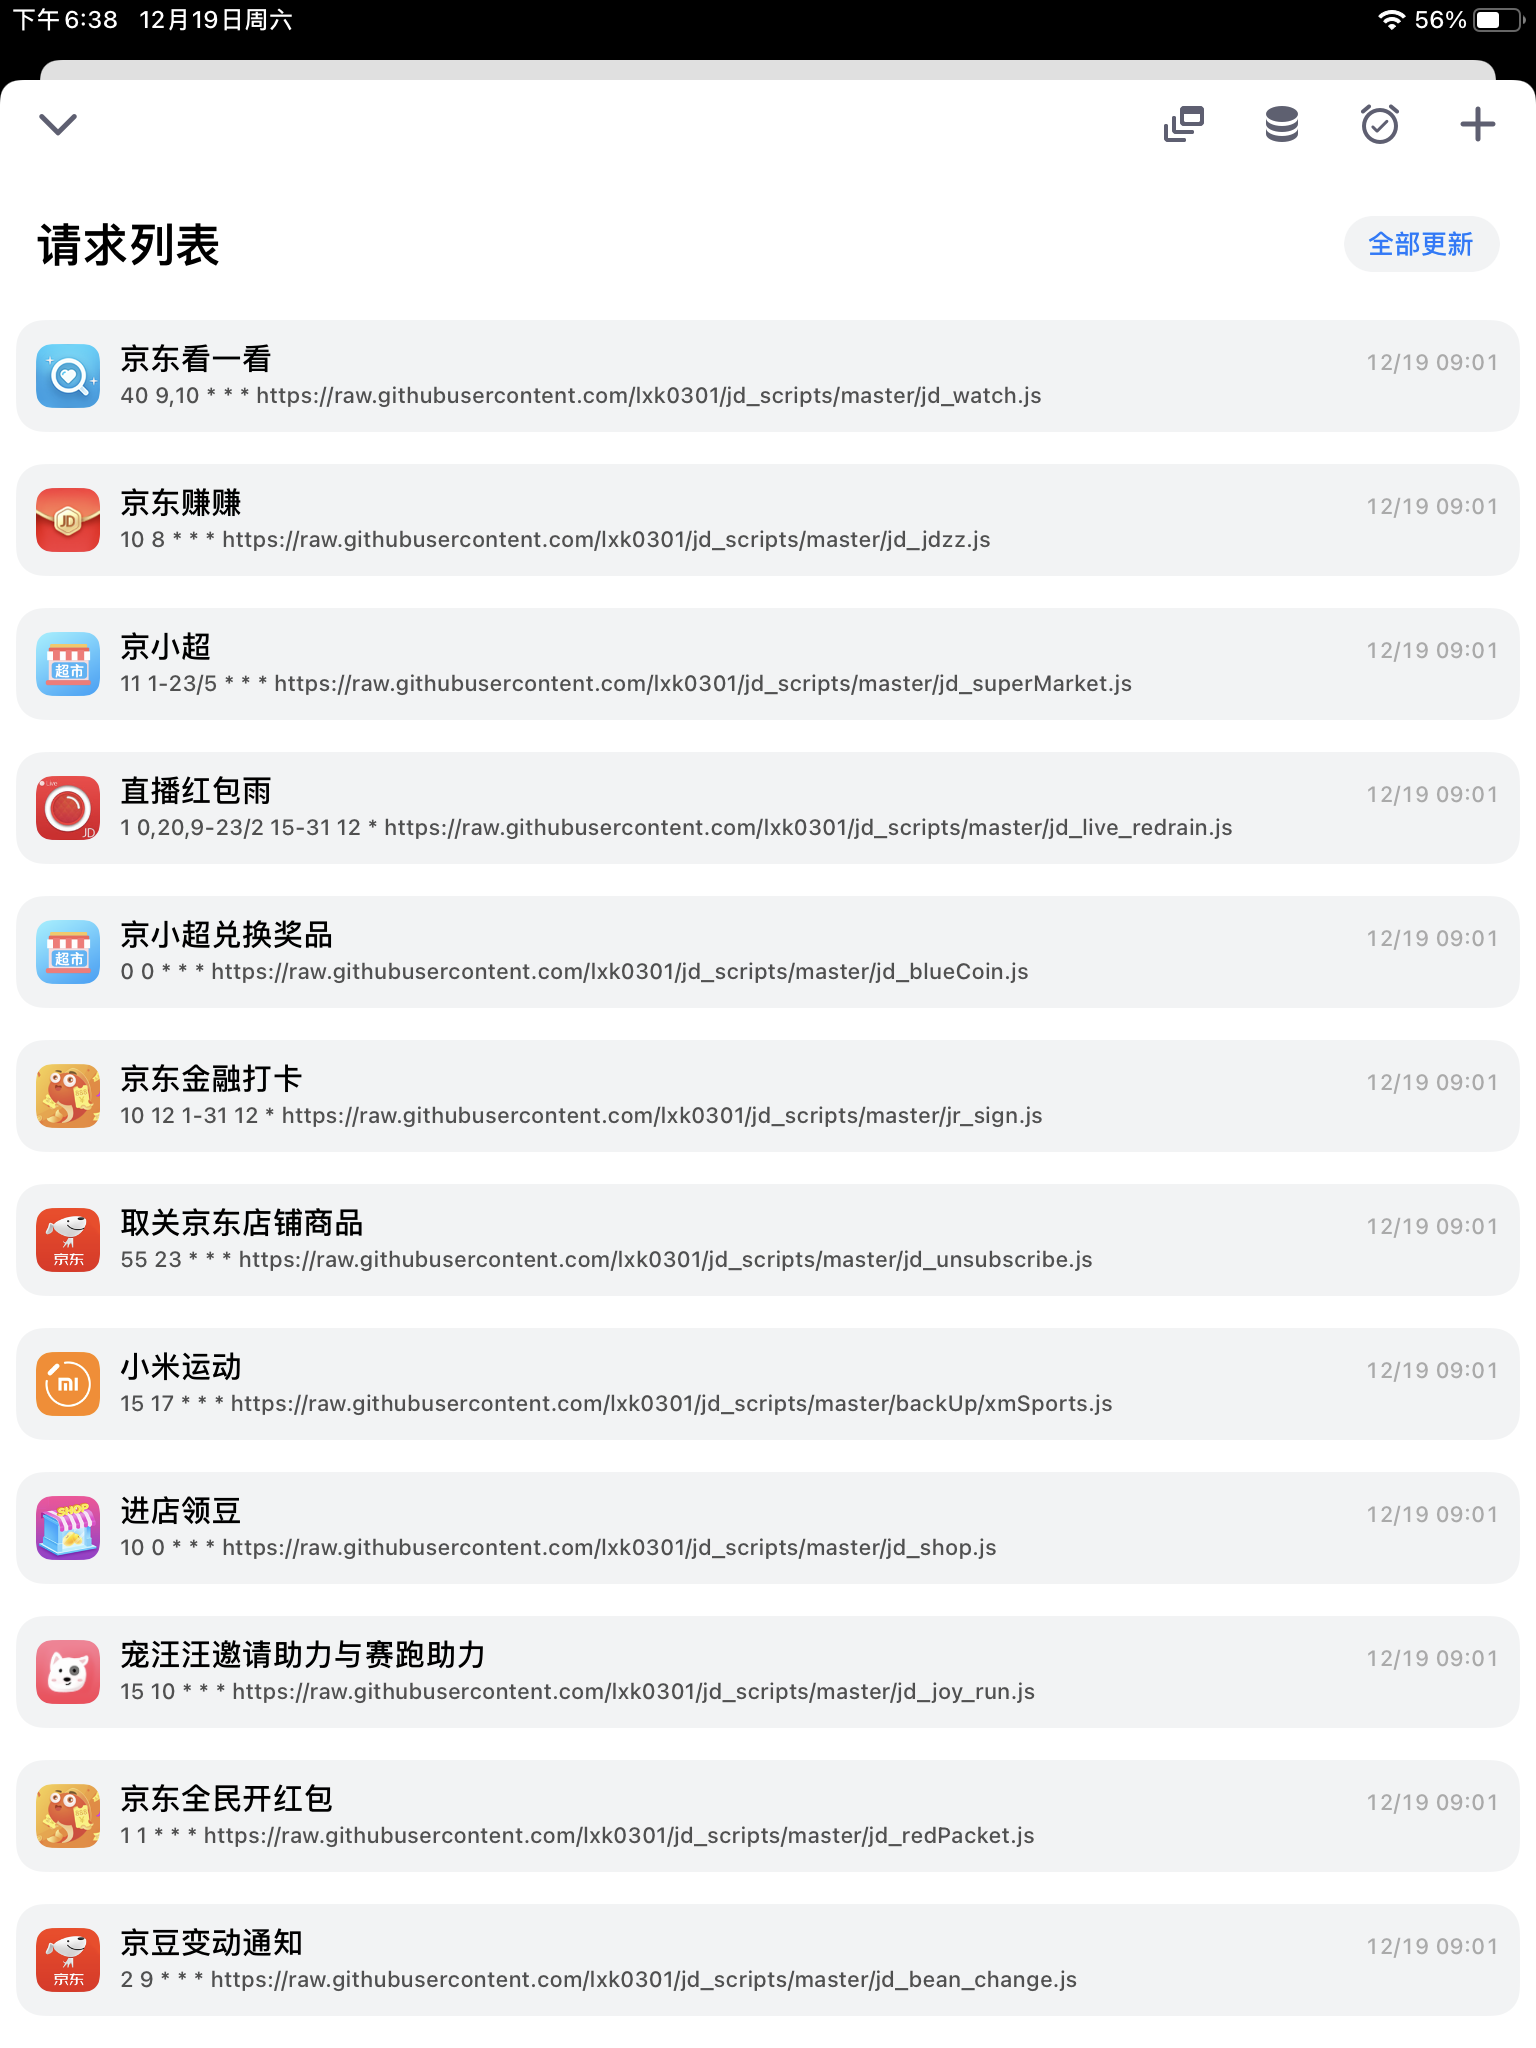 下午6:38 12月19日周六
56%
请求列表
全部更新
京东看一看
12/19 09:01
40 9,10 * * * https://raw.githubusercontent.com/lxk0301/jd_scripts/master/jd_watch.js
JD
京东赚赚
12/19 09:01
10 8 * * * https://raw.githubusercontent.com/lxk0301/jd_scripts/master/jd_jdzz.js
超市
京小超
12/19 09:01
11 1-23/5 * * * https://raw.githubusercontent.com/lxk0301/jd_scripts/master/jd_superMarket.js
Live
JD
直播红包雨
12/19 09:01
1 0,20,9-23/2 15-31 12 * https://raw.githubusercontent.com/lxk0301/jd_scripts/master/jd_live_redrain.js
超市
京小超兑换奖品
12/19 09:01
0 0 * * * https://raw.githubusercontent.com/lxk0301/jd_scripts/master/jd_blueCoin.js
京东金融打卡
12/19 09:01
10 12 1-31 12 * https://raw.githubusercontent.com/lxk0301/jd_scripts/master/jr_sign.js
京东
取关京东店铺商品
12/19 09:01
55 23 * * * https://raw.githubusercontent.com/lxk0301/jd_scripts/master/jd_unsubscribe.js
mi
小米运动
12/19 09:01
15 17 * * * https://raw.githubusercontent.com/lxk0301/jd_scripts/master/backUp/xmSports.js
SHOP
进店领豆
12/19 09:01
10 0 * * * https://raw.githubusercontent.com/lxk0301/jd_scripts/master/jd_shop.js
宠汪汪邀请助力与赛跑助力
12/19 09:01
15 10 * * * https://raw.githubusercontent.com/lxk0301/jd_scripts/master/jd_joy_run.js
京东全民开红包
12/19 09:01
1 1 * * * https://raw.githubusercontent.com/lxk0301/jd_scripts/master/jd_redPacket.js
京东
京豆变动通知
12/19 09:01
2 9 * * * https://raw.githubusercontent.com/lxk0301/jd_scripts/master/jd_bean_change.js